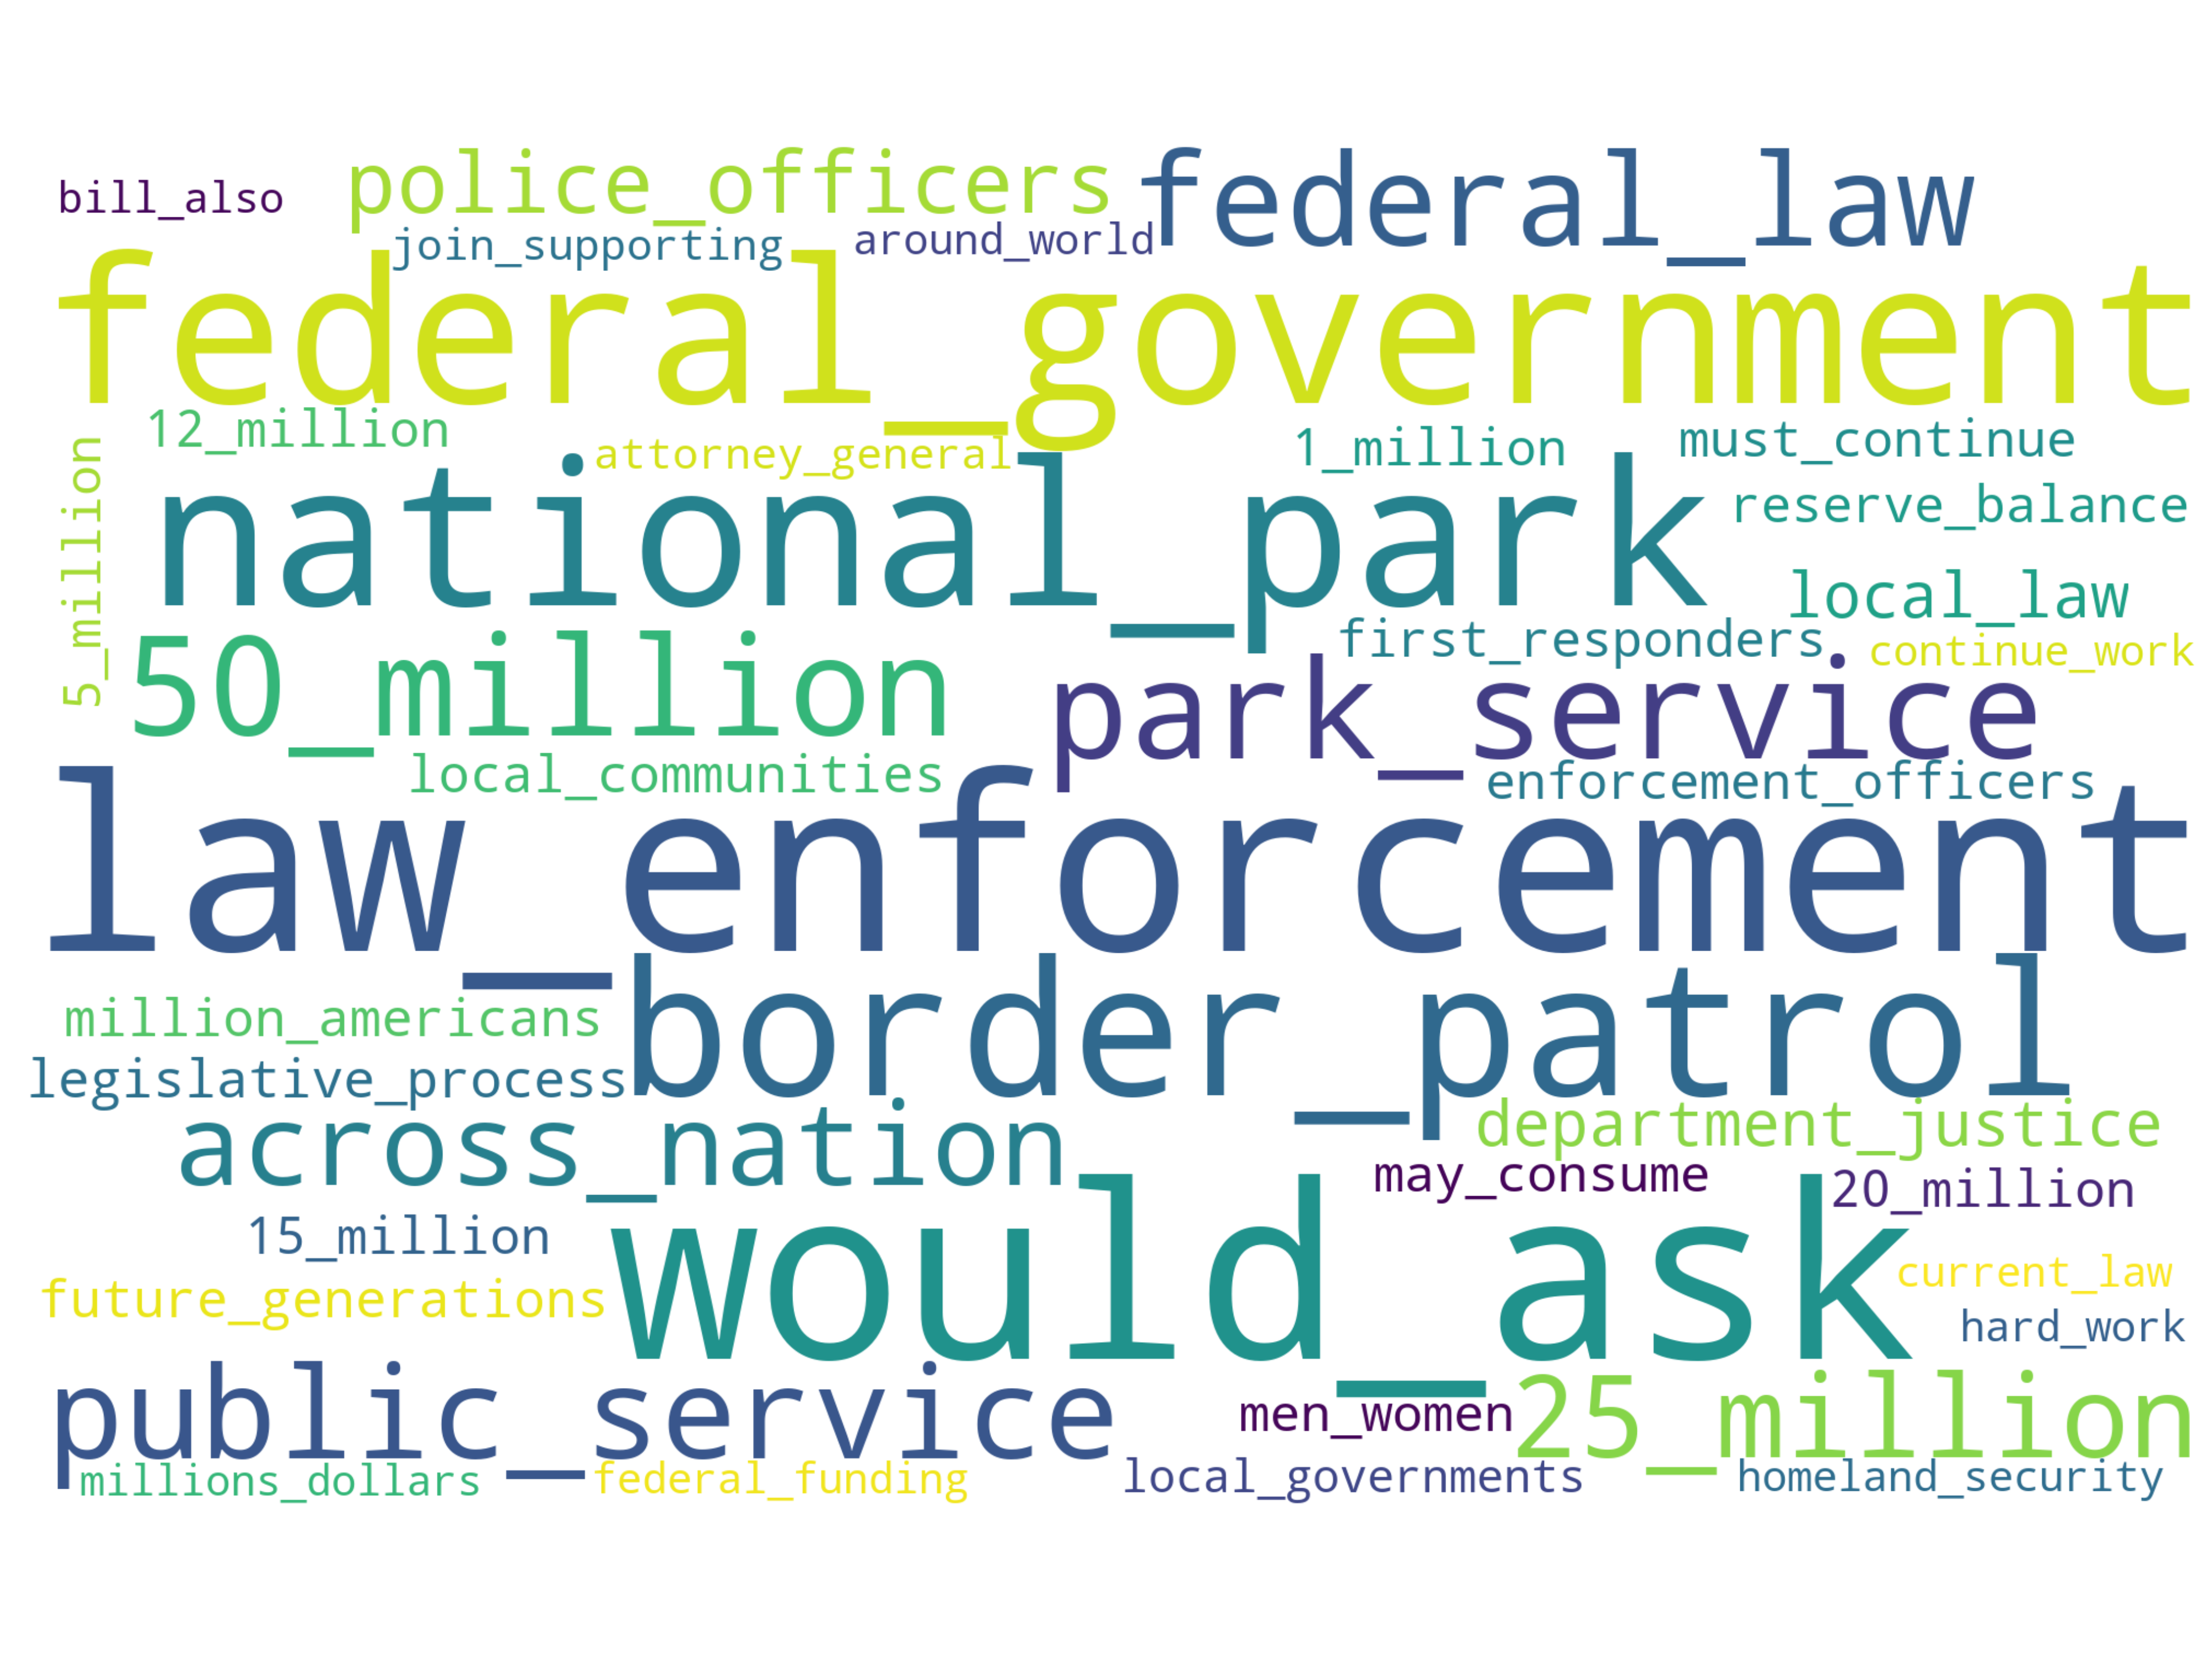 bill_also
police_officers
federal_law
join_supporting
around_world
federal_government
12_million
attorney_general
1_million
must_continue
5_million
national_park
reserve_balance
local_law
50_million
first_responders
continue_work
park_service
local_communities
enforcement_officers
law_enforcement
border_patrol
million_americans
legislative_process
across_nation
department_justice
may_consume
20_million
15_million
would_ask
current_law
future_generations
hard_work
public_service
men_women
25_million
millions_dollars
federal_funding
local_governments
homeland_security